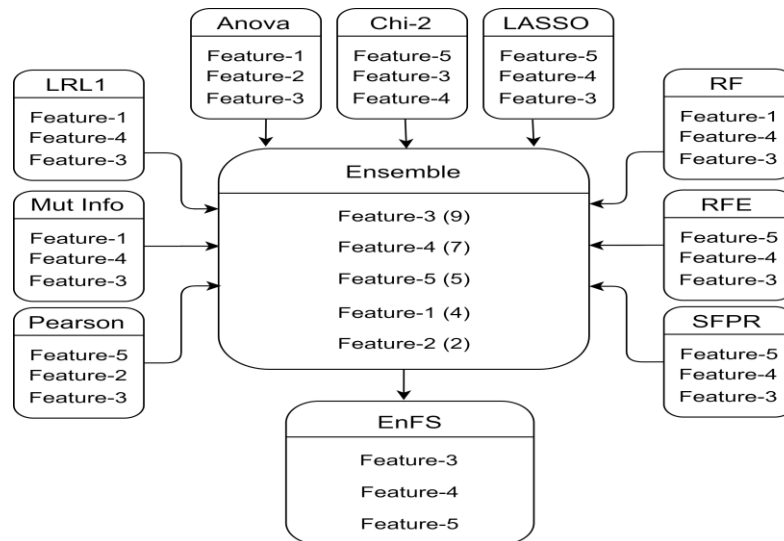 Anova
Feature-1
Feature-2
Feature-3
Chi-2
Feature-5
Feature-3
Feature-4
LASSO
Feature-5
Feature-4
Feature-3
LRL1
Feature-1
Feature-4
Feature-3
Mut Info
Feature-1
Feature-4
Feature-3
Pearson
Feature-5
Feature-2
Feature-3
Ensemble
Feature-3 (9)
Feature-4 (7)
Feature-5 (5)
Feature-1 (4)
Feature-2 (2)
RF
Feature-1
Feature-4
Feature-3
RFE
Feature-5
Feature-4
Feature-3
SFPR
Feature-5
Feature-4
Feature-3
EnFS
Feature-3
Feature-4
Feature-5